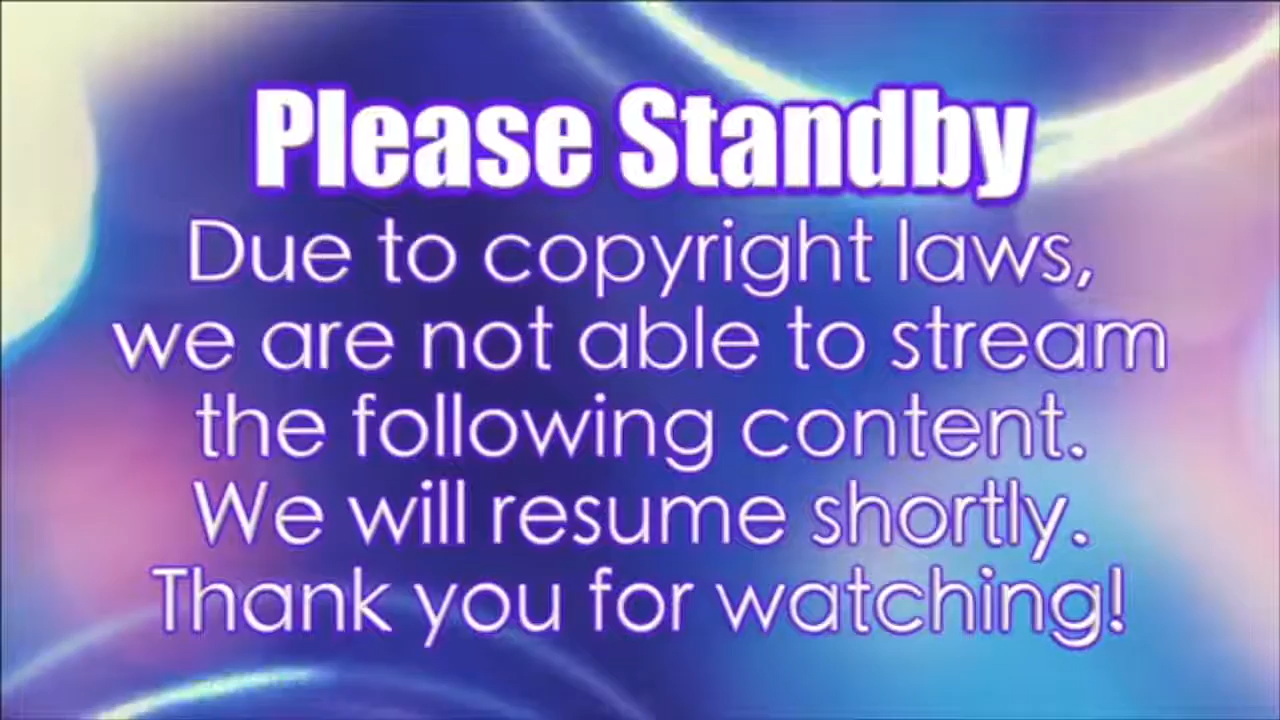 Please Standby
Due to copyright laws,
we are not able to stream
the following content.
We will resume shortly.
Thank you for watching!